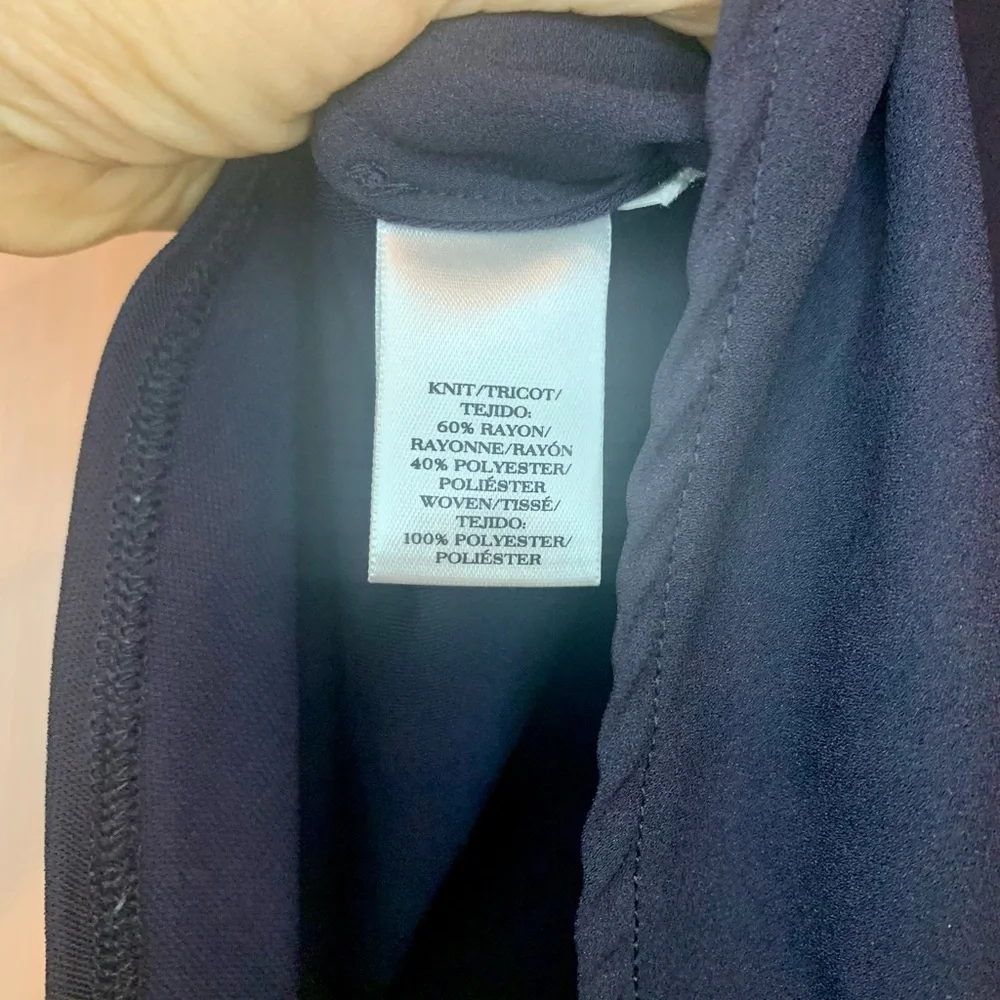 KNIT/TRICOT/
TEJIDO:
60% RAYON/
RAYONNE/RAYÓN
40% POLYESTER/
POLIÉSTER
WOVEN/TISSÉ/
TEJIDO:
100% POLYESTER/
POLIÉSTER